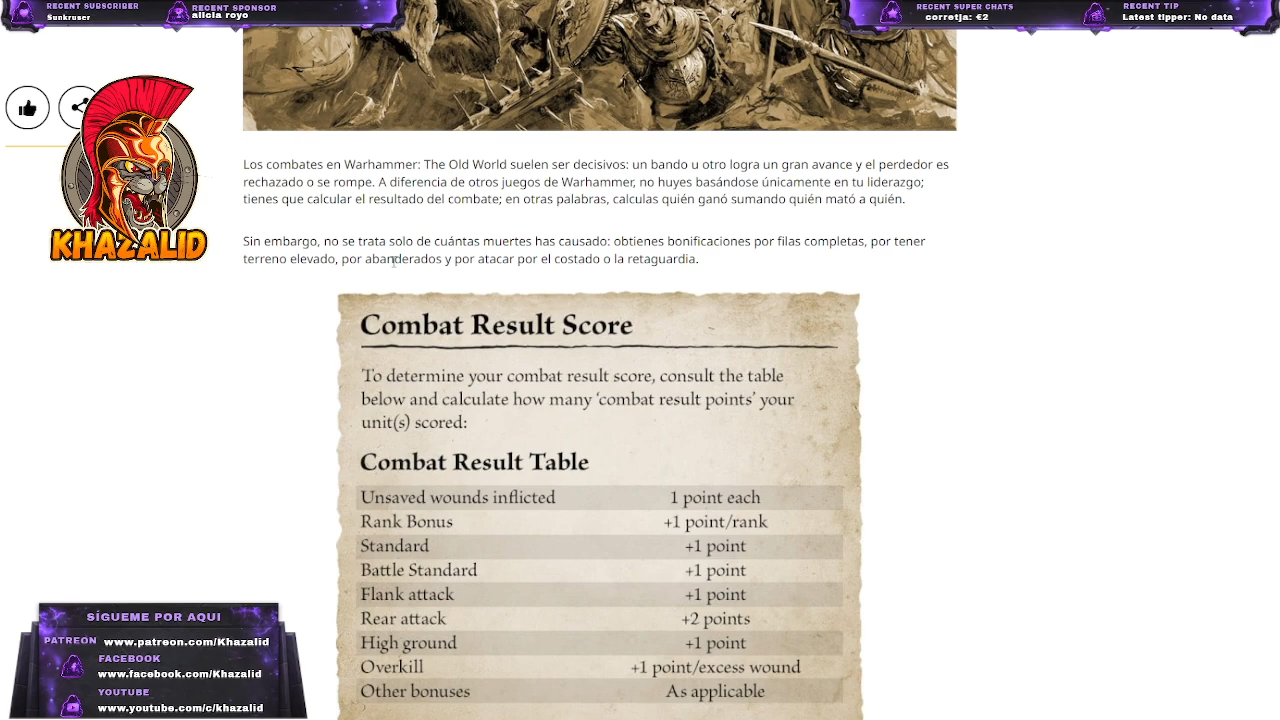 RECENT SUBSCRIBER
Sunkruser
RECENT SPONSOR
alicia royo
RECENT SUPER CHATS
corretja: €2
RECENT TIP
Latest tipper: No data
KHAZALID
Los combates en Warhammer: The Old World suelen ser decisivos: un bando u otro logra un gran avance y el perdedor es
rechazado o se rompe. A diferencia de otros juegos de Warhammer, no huyes basándose únicamente en tu liderazgo;
tienes que calcular el resultado del combate; en otras palabras, calculas quién ganó sumando quién mató a quién.
Sin embargo, no se trata solo de cuántas muertes has causado: obtienes bonificaciones por filas completas, por tener
terreno elevado, por abanderados y por atacar por el costado o la retaguardia.
Combat Result Score
To determine your combat result score, consult the table
below and calculate how many ‘combat result points’ your
unit(s) scored:
Combat Result Table
Unsaved wounds inflicted 1 point each
Rank Bonus +1 point/rank
Standard +1 point
Battle Standard +1 point
Flank attack +1 point
Rear attack +2 points
High ground +1 point
Overkill +1 point/excess wound
Other bonuses As applicable
SÍGUEME POR AQUI
PATREON www.patreon.com/Khazalid
FACEBOOK
www.facebook.com/Khazalid
YOUTUBE
www.youtube.com/c/khazalid